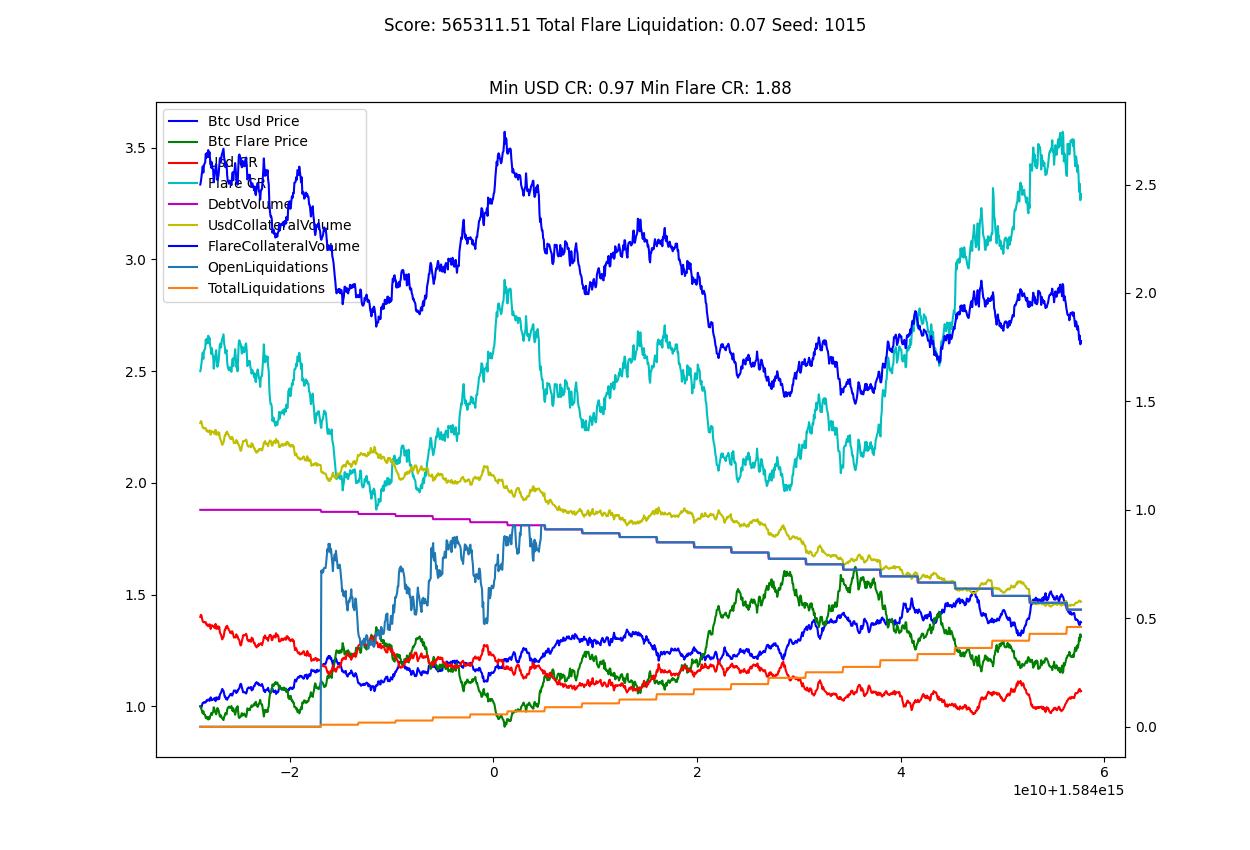 Score: 565311.51 Total Flare Liquidation: 0.07 Seed: 1015
Min USD CR: 0.97 Min Flare CR: 1.88
Btc Usd Price
Btc Flare Price
Usd CR
Flare CR
DebtVolume
UsdCollateralVolume
FlareCollateralVolume
OpenLiquidations
TotalLiquidations
3.5
3.0
2.5
2.0
1.5
1.0
2.5
2.0
1.5
1.0
0.5
0.0
−2
0
2
4
6
1e10+1.584e15